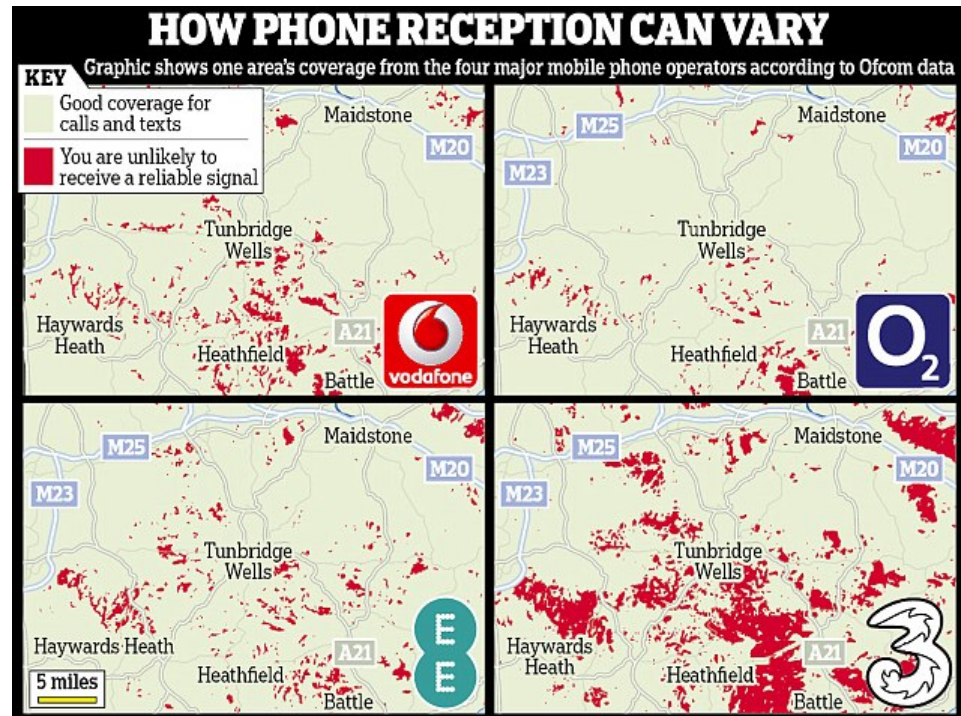 HOW PHONE RECEPTION CAN VARY
Graphic shows one area's coverage from the four major mobile phone operators according to Ofcom data
KEY
Good coverage for
calls and texts
You are unlikely to
receive a reliable signal
Maidstone
M20
Tunbridge
Wells
Haywards
Heath
A21
Heathfield
Battle
vodafone
Maidstone
M25
M20
M23
Tunbridge
Wells
Haywards
Heath
A21
Heathfield
Battle
O2
Maidstone
M25
M20
M23
Tunbridge
Wells
Haywards Heath
A21
Heathfield
Battle
5 miles
E
E
Maidstone
M25
M20
M23
Tunbridge
Wells
Haywards
Heath
A21
Heathfield
Battle
3